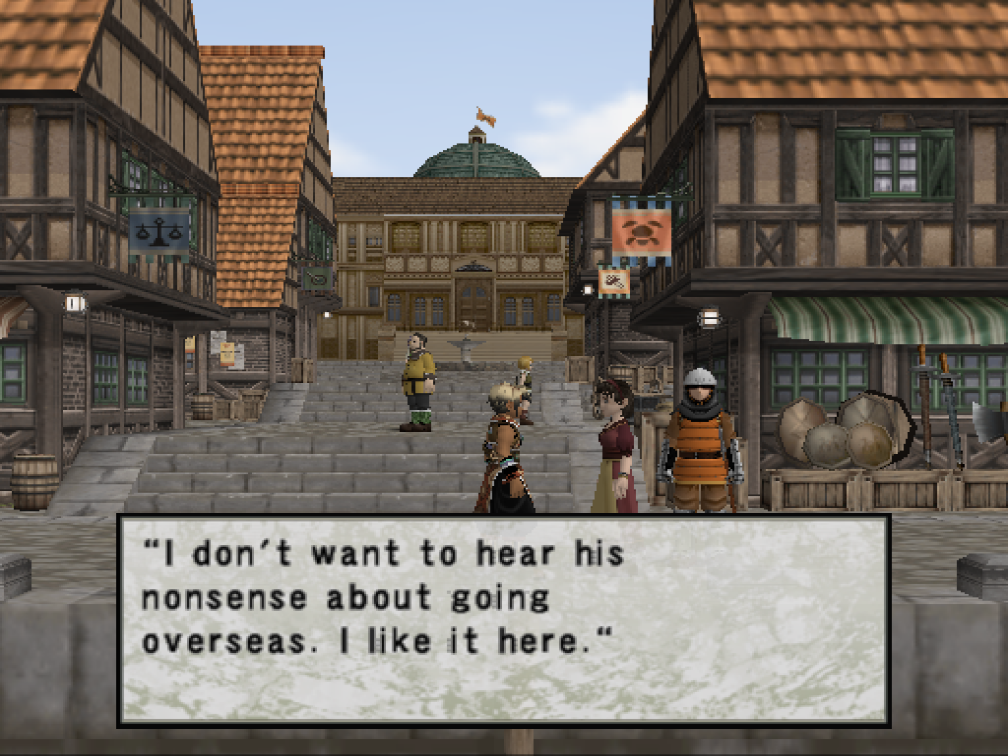 “I don't want to hear his
nonsense about going
overseas. I like it here.“